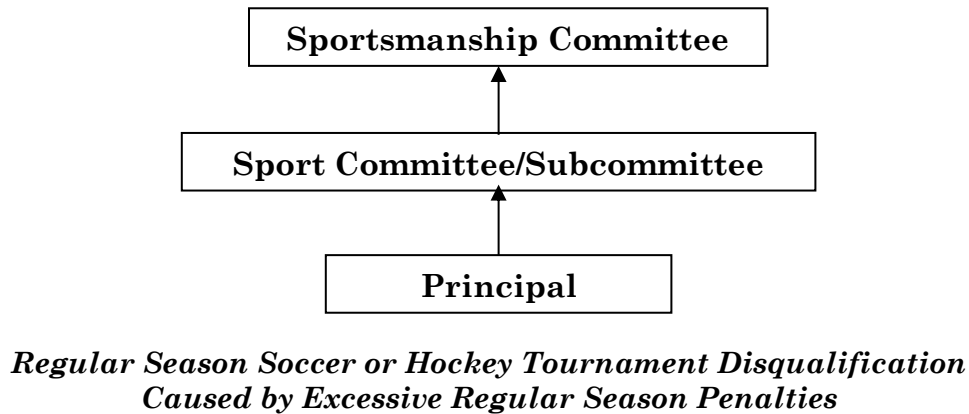 Sportsmanship Committee
Sport Committee/Subcommittee
Principal
Regular Season Soccer or Hockey Tournament Disqualification
Caused by Excessive Regular Season Penalties